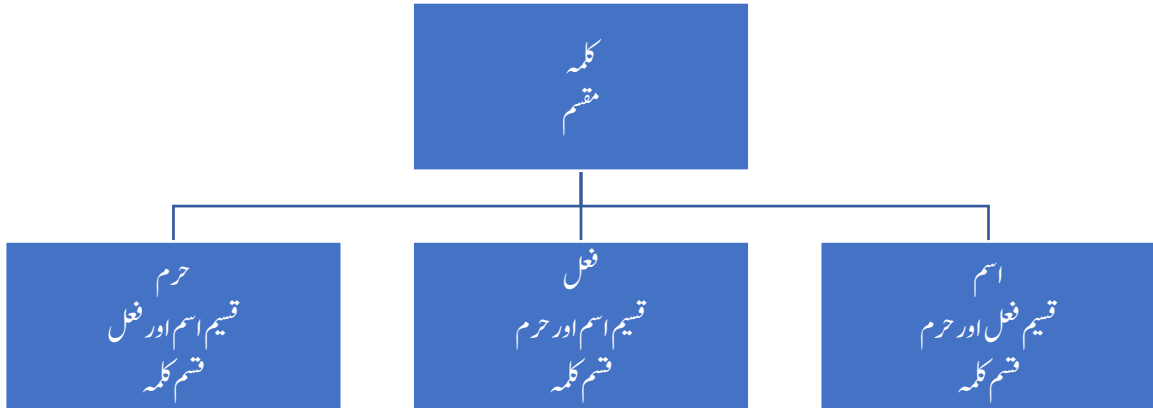 کلمہ
مقسم
اسم
قسیم فعل اور حرم
قسم کلمہ
فعل
قسیم اسم اور حرم
قسم کلمہ
حرم
قسیم اسم اور فعل
قسم کلمہ